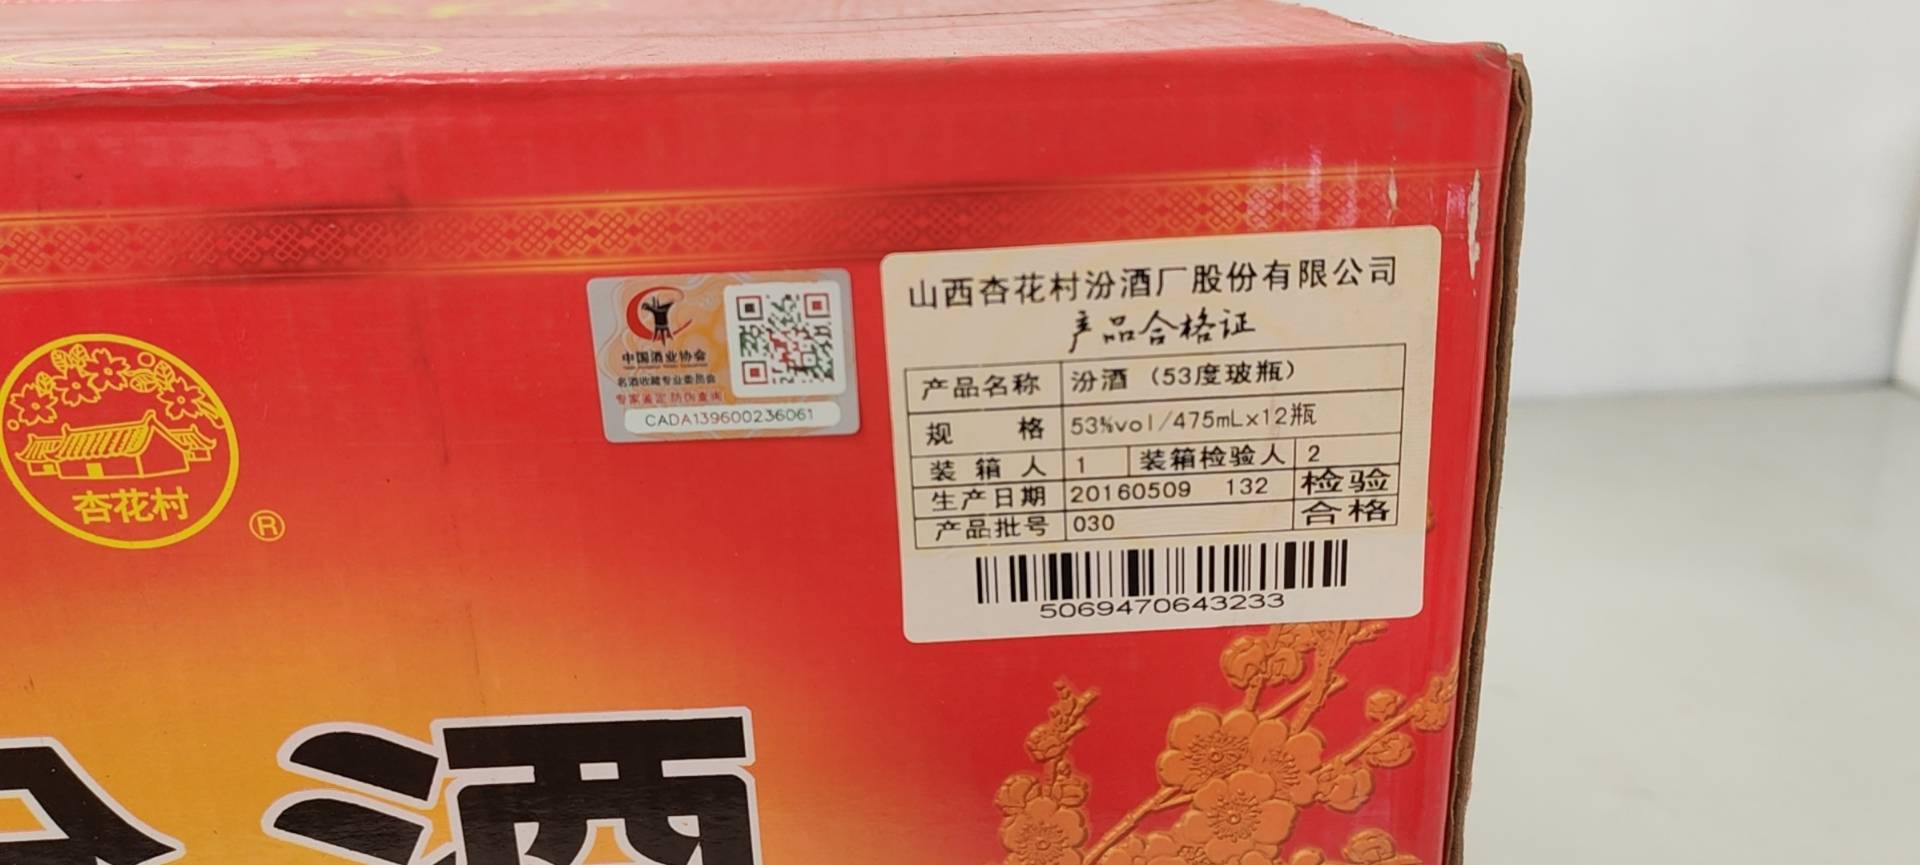 山西杏花村汾酒厂股份有限公司
产品合格证
产品名称 汾酒（53度玻瓶）
规 格 53%vol/475mL×12瓶
装 箱 人 1 装箱检验人 2
生产日期 20160509 132 检验
产品批号 030 合格
5069470643233
中国酒业协会
名酒收藏专业委员会
专家鉴定 防伪查询
CADA139600236061
杏花村
®
汾酒